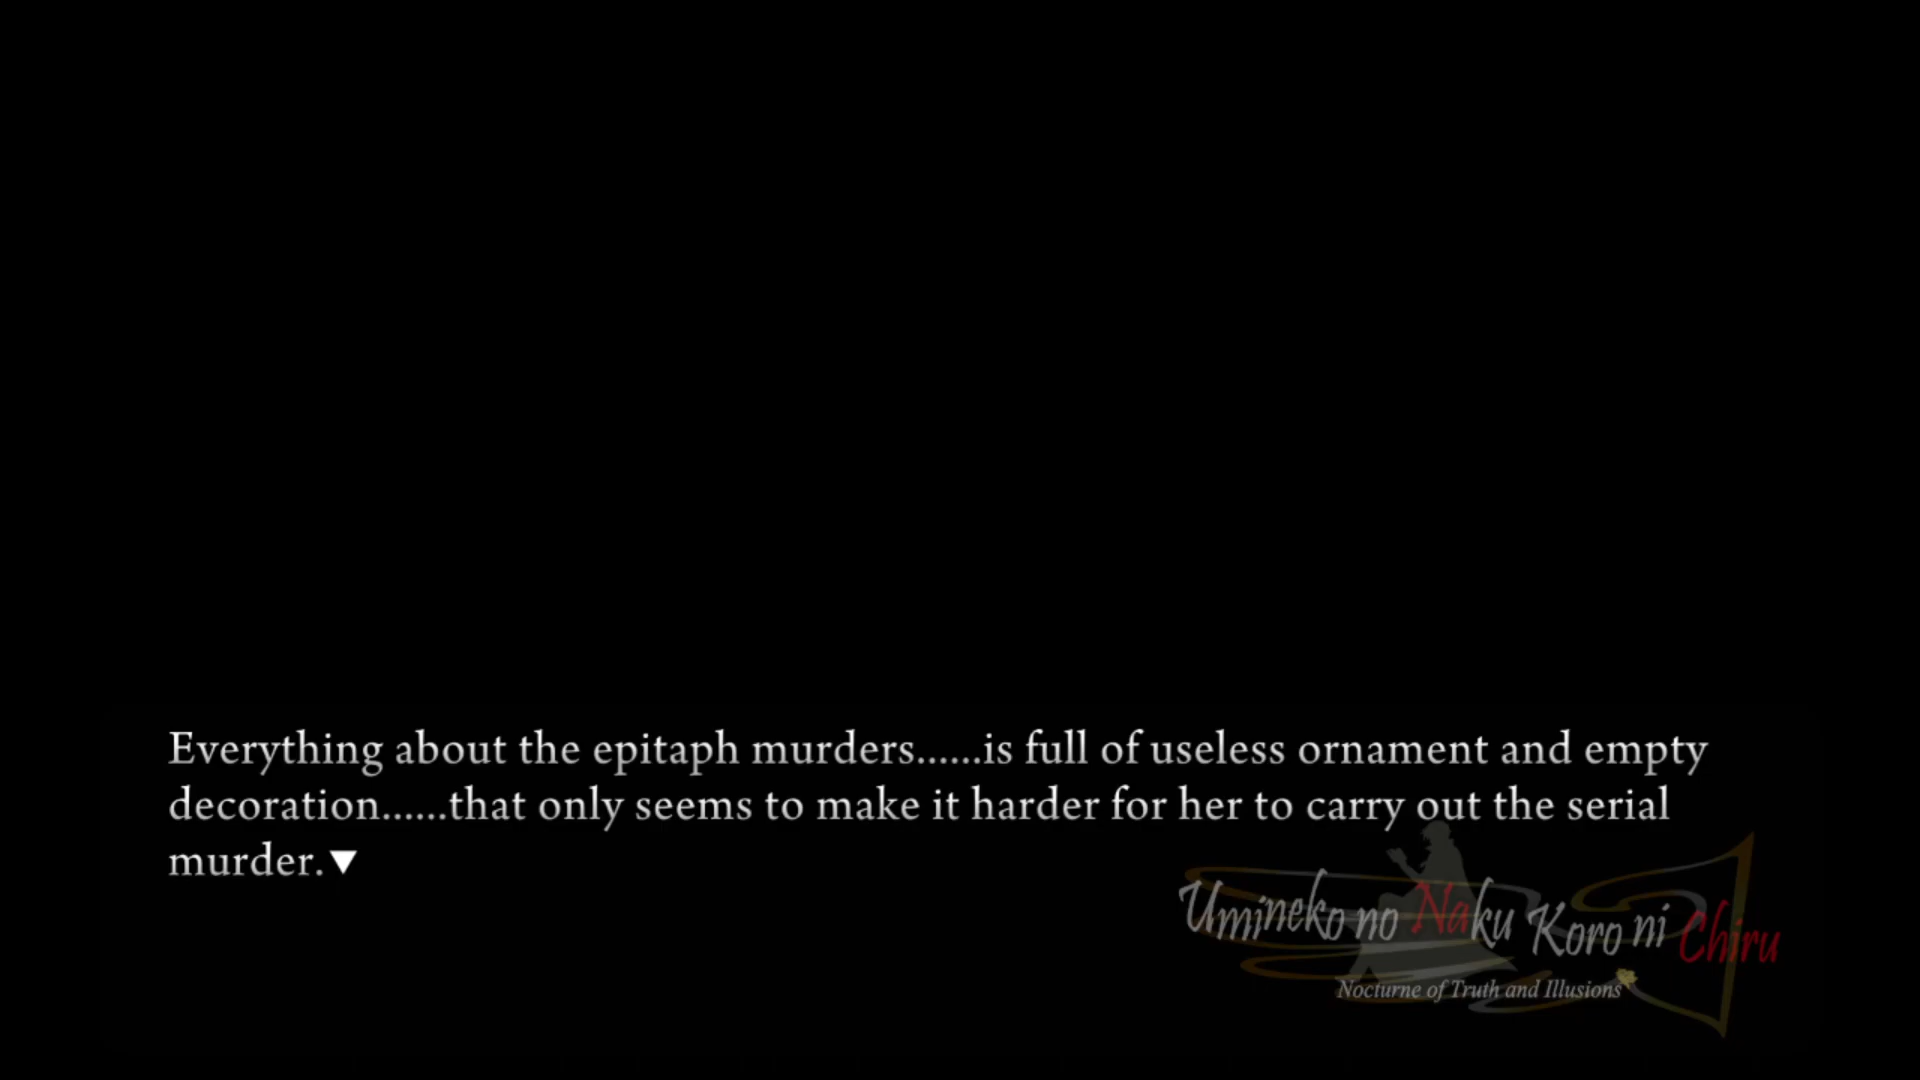 Everything about the epitaph murders......is full of useless ornament and empty
decoration......that only seems to make it harder for her to carry out the serial
murder.▼
Umineko no Naku Koro ni Chiru
Nocturne of Truth and Illusions